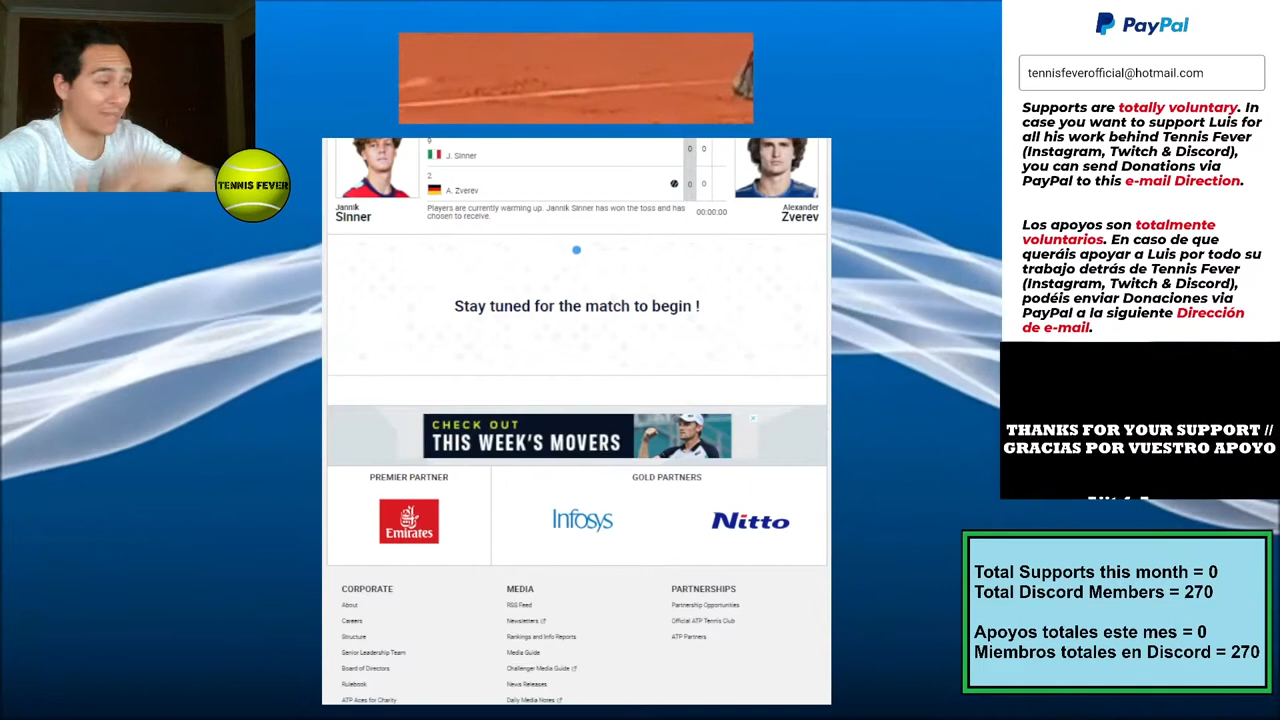 TENNIS FEVER
9
J. Sinner 0 0
2
A. Zverev 0 0
Jannik
Sinner
Players are currently warming up. Jannik Sinner has won the toss and has
chosen to receive.
00:00:00
Alexander
Zverev
Stay tuned for the match to begin !
CHECK OUT
THIS WEEK'S MOVERS
PREMIER PARTNER
GOLD PARTNERS
Emirates
Infosys
Nitto
CORPORATE
About
Careers
Structure
Senior Leadership Team
Board of Directors
Rulebook
ATP Aces for Charity
MEDIA
RSS Feed
Newsletters
Rankings and Info Reports
Media Guide
Challenger Media Guide
News Releases
Daily Media Notes
PARTNERSHIPS
Partnership Opportunities
Official ATP Tennis Club
ATP Partners
PayPal
tennisfeverofficial@hotmail.com
Supports are totally voluntary. In
case you want to support Luis for
all his work behind Tennis Fever
(Instagram, Twitch & Discord),
you can send Donations via
PayPal to this e-mail Direction.
Los apoyos son totalmente
voluntarios. En caso de que
queráis apoyar a Luis por todo su
trabajo detrás de Tennis Fever
(Instagram, Twitch & Discord),
podéis enviar Donaciones vía
PayPal a la siguiente Dirección
de e-mail.
THANKS FOR YOUR SUPPORT //
GRACIAS POR VUESTRO APOYO
Total Supports this month = 0
Total Discord Members = 270
Apoyos totales este mes = 0
Miembros totales en Discord = 270